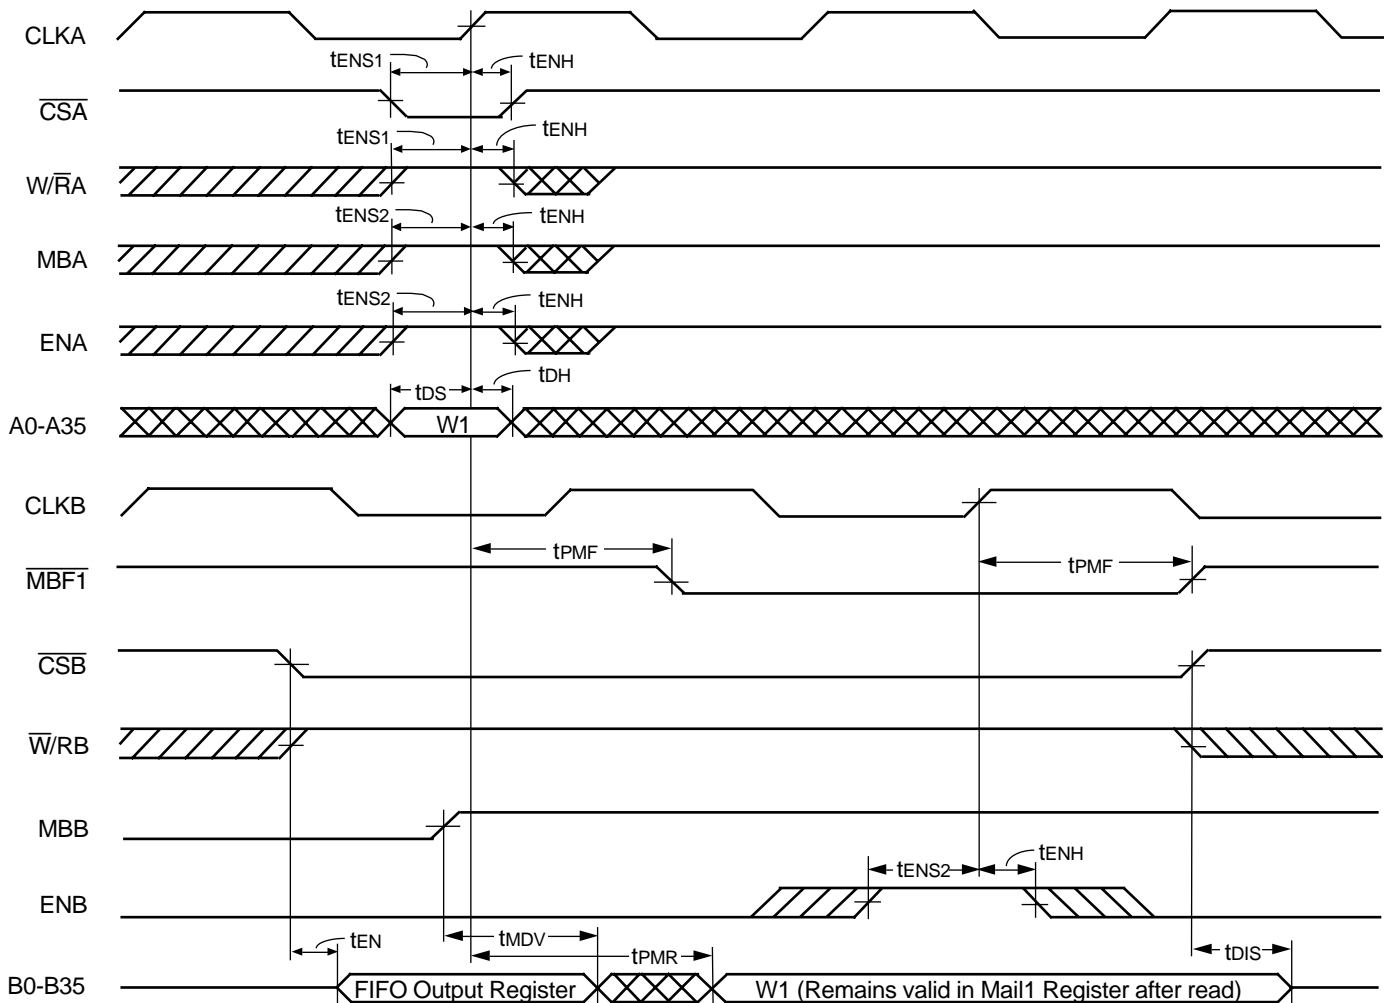 CLKA
tENS1 tENH
CSA
tENS1 tENH
W/RA
tENS2 tENH
MBA
tENS2 tENH
ENA
tDS tDH
A0-A35 W1
CLKB
tPMF tPMF
MBF1
CSB
W/RB
MBB
tENS2 tENH
ENB
tEN tMDV tPMR tDIS
B0-B35 FIFO Output Register W1 (Remains valid in Mail1 Register after read)